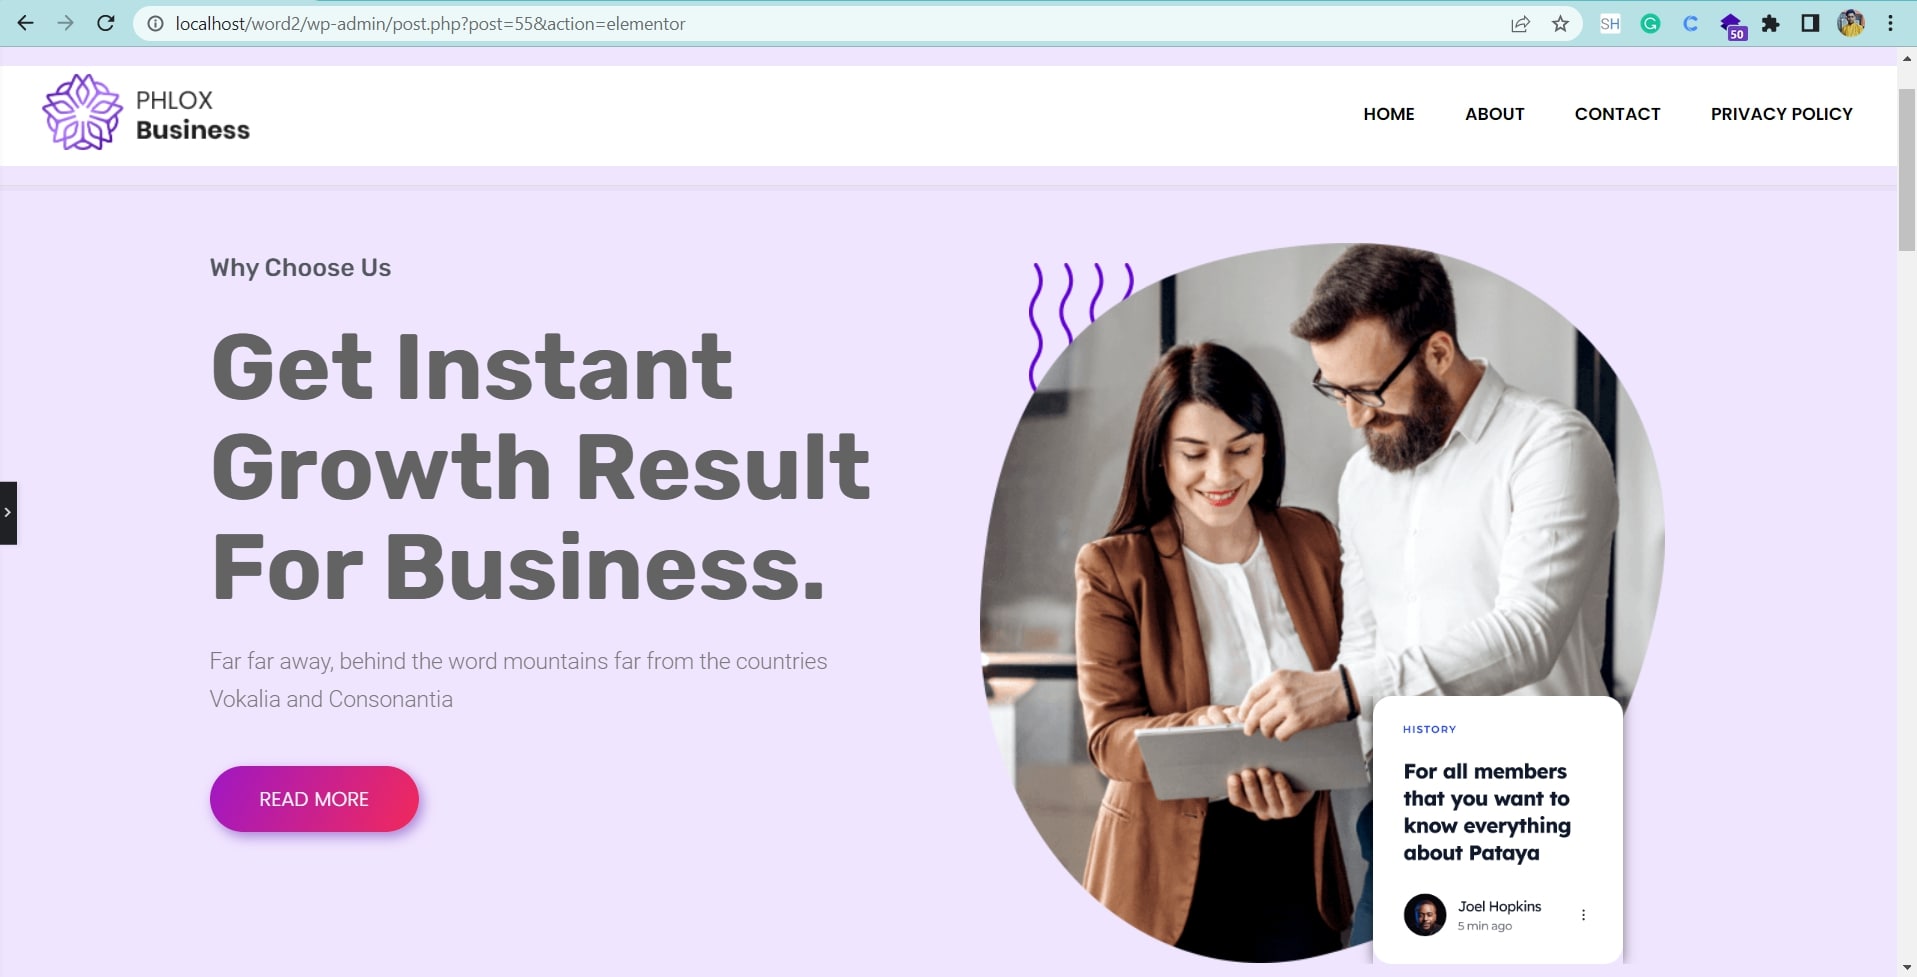 localhost/word2/wp-admin/post.php?post=55&action=elementor
SH
50
PHLOX
Business
HOME ABOUT CONTACT PRIVACY POLICY
Why Choose Us
Get Instant
Growth Result
For Business.
Far far away, behind the word mountains far from the countries
Vokalia and Consonantia
READ MORE
HISTORY
For all members
that you want to
know everything
about Pataya
Joel Hopkins
5 min ago